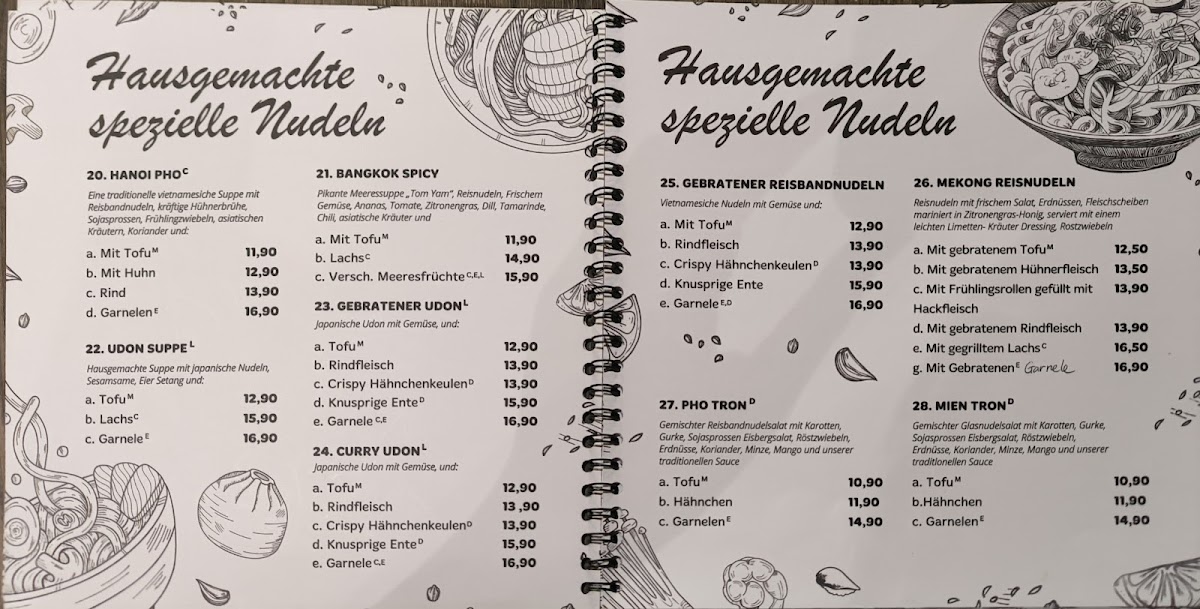 Hausgemachte
spezielle Nudeln
20. HANOI PHO C
Eine traditionelle vietnamesiche Suppe mit
Reisbandnudeln, kräftige Hühnerbrühe,
Sojasprossen, Frühlingzwiebeln, asiatischen
Kräutern, Koriander und:
a. Mit Tofu M 11,90
b. Mit Huhn 12,90
c. Rind 13,90
d. Garnelen E 16,90
22. UDON SUPPE L
Hausgemachte Suppe mit Japanische Nudeln,
Sesamsame, Eier Setang und:
a. Tofu M 12,90
b. Lachs C 15,90
c. Garnele E 16,90
21. BANGKOK SPICY
Pikante Meeressuppe „Tom Yam“, Reisnudeln, Frischem
Gemüse, Ananas, Tomate, Zitronengras, Dill, Tamarinde,
Chili, asiatische Kräuter und
a. Mit Tofu M 11,90
b. Lachs C 14,90
c. Versch. Meeresfrüchte C,E,L 15,90
23. GEBRATENER UDON L
Japanische Udon mit Gemüse, und:
a. Tofu M 12,90
b. Rindfleisch 13,90
c. Crispy Hähnchenkeulen D 13,90
d. Knusprige Ente D 15,90
e. Garnele C,E 16,90
24. CURRY UDON L
Japanische Udon mit Gemüse, und:
a. Tofu M 12,90
b. Rindfleisch 13 ,90
c. Crispy Hähnchenkeulen D 13,90
d. Knusprige Ente D 15,90
e. Garnele C,E 16,90
Hausgemachte
spezielle Nudeln
25. GEBRATENER REISBANDNUDELN
Vietnamesiche Nudeln mit Gemüse und:
a. Mit Tofu M 12,90
b. Rindfleisch 13,90
c. Crispy Hähnchenkeulen D 13,90
d. Knusprige Ente 15,90
e. Garnele E,D 16,90
26. MEKONG REISNUDELN
Reisnudeln mit frischem Salat, Erdnüssen, Fleischscheiben
mariniert in Zitronengras-Honig, serviert mit einem
leichten Limetten- Kräuter Dressing, Rostzwiebeln
a. Mit gebratenem Tofu M 12,50
b. Mit gebratenem Hühnerfleisch 13,50
c. Mit Frühlingsrollen gefüllt mit 13,90
Hackfleisch
d. Mit gebratenem Rindfleisch 13,90
e. Mit gegrilltem Lachs C 16,50
g. Mit Gebratenen E Garnele 16,90
27. PHO TRON D
Gemischter Reisbandnudelsalat mit Karotten,
Gurke, Sojasprossen Eisbergsalat, Röstzwiebeln,
Erdnüsse, Koriander, Minze, Mango und unserer
traditionellen Sauce
a. Tofu M 10,90
b. Hähnchen 11,90
c. Garnelen E 14,90
28. MIEN TRON D
Gemischter Glasnudelsalat mit Karotten, Gurke,
Sojasprossen Eisbergsalat, Röstzwiebeln,
Erdnüsse, Koriander, Minze, Mango und unserer
traditionellen Sauce
a. Tofu M 10,90
b.Hähnchen 11,90
c. Garnelen E 14,90